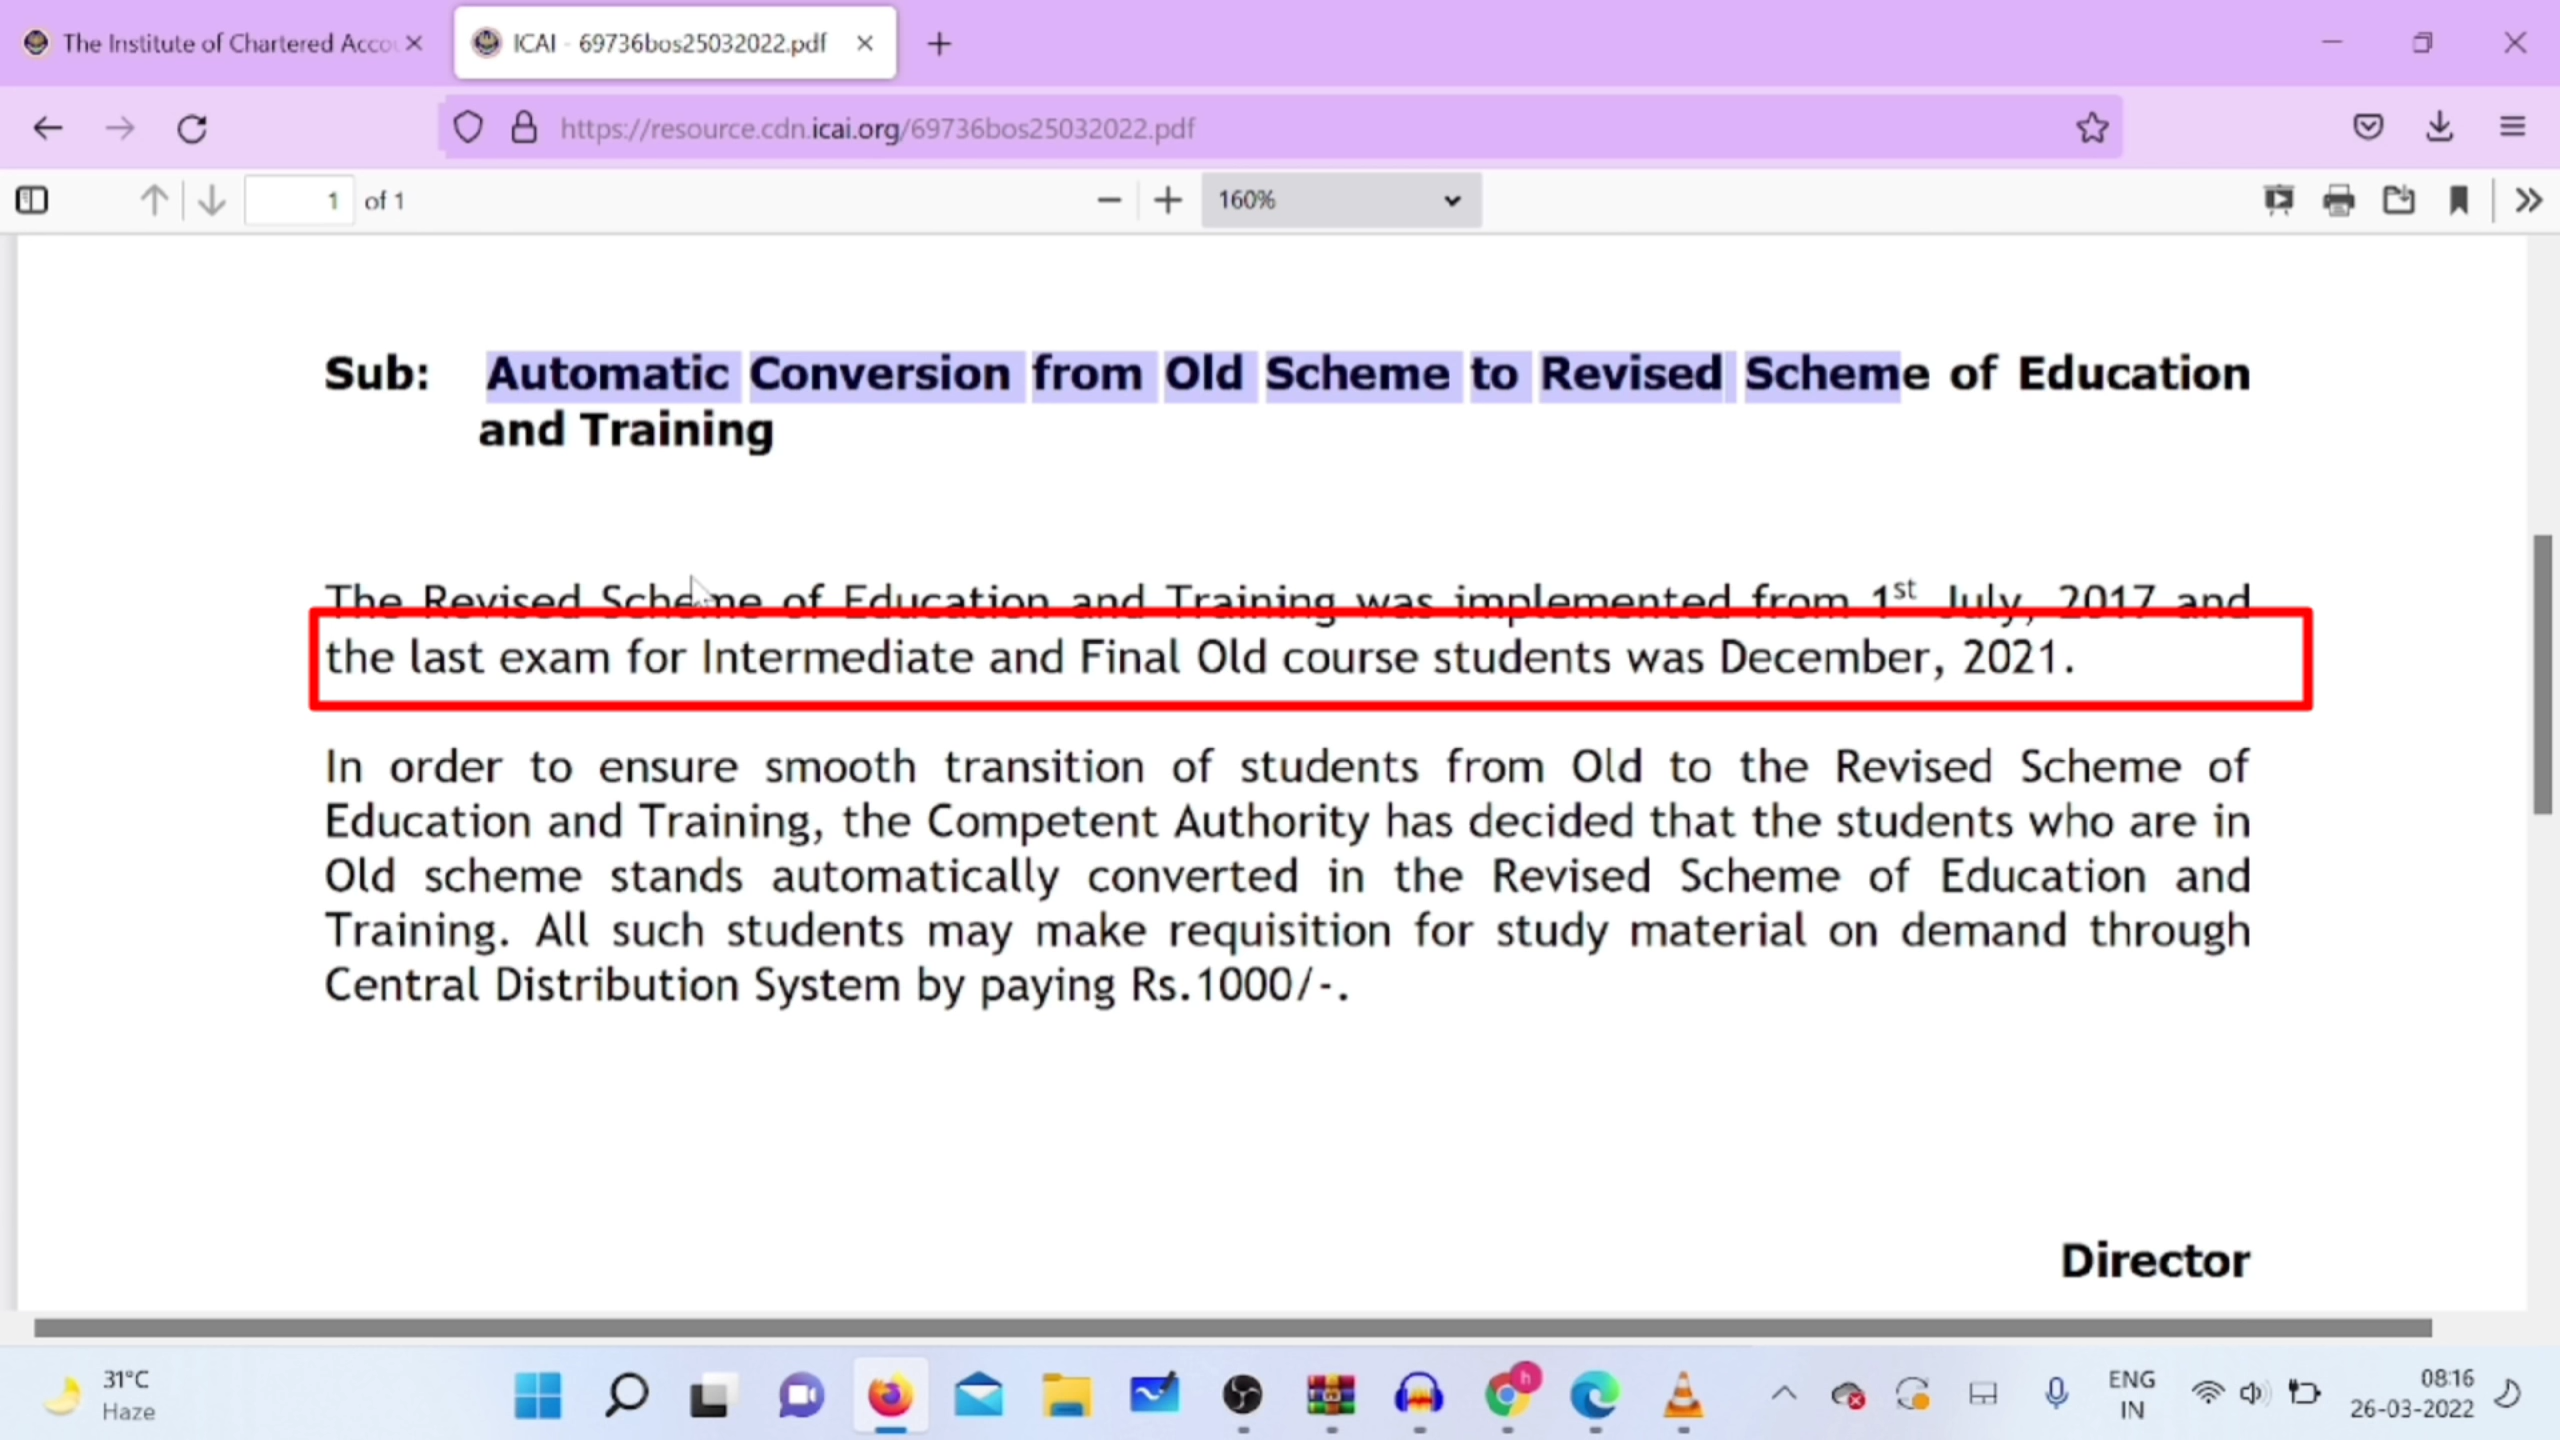 The Institute of Chartered Acco
ICAI - 69736bos25032022.pdf
https://resource.cdn.icai.org/69736bos25032022.pdf
1 of 1
160%
Sub: Automatic Conversion from Old Scheme to Revised Scheme of Education
and Training
The Revised Scheme of Education and Training was implemented from 1st July, 2017 and
the last exam for Intermediate and Final Old course students was December, 2021.
In order to ensure smooth transition of students from Old to the Revised Scheme of
Education and Training, the Competent Authority has decided that the students who are in
Old scheme stands automatically converted in the Revised Scheme of Education and
Training. All such students may make requisition for study material on demand through
Central Distribution System by paying Rs.1000/-.
Director
31°C
Haze
h
ENG
IN
08:16
26-03-2022